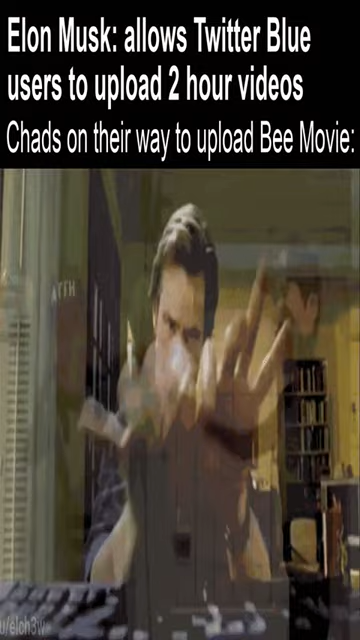 Elon Musk: allows Twitter Blue
users to upload 2 hour videos
Chads on their way to upload Bee Movie:
u/elch3w